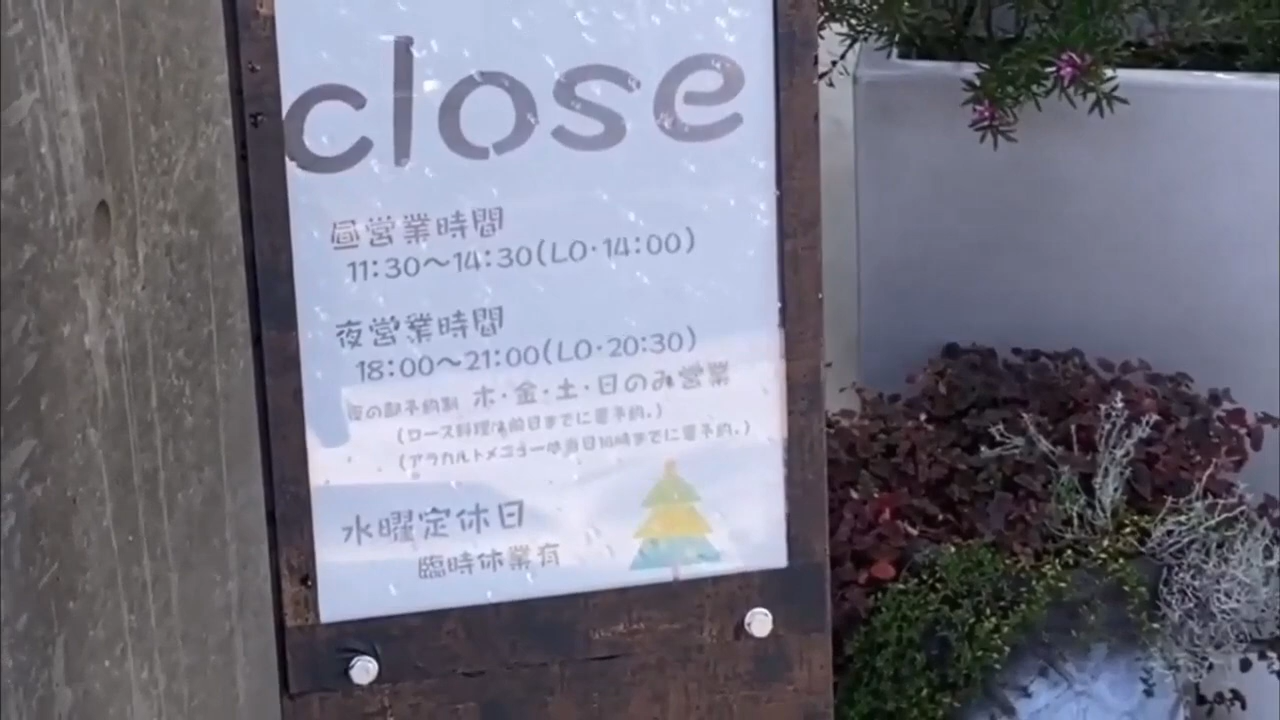 close
昼営業時間
11:30〜14:30(LO·14:00)
夜営業時間
18:00〜21:00(LO·20:30)
夜の部予約制 木·金·土·日のみ営業
(コース料理は前日までに要予約。)
(アラカルトメニューは当日16時までに要予約。)
水曜定休日
臨時休業有